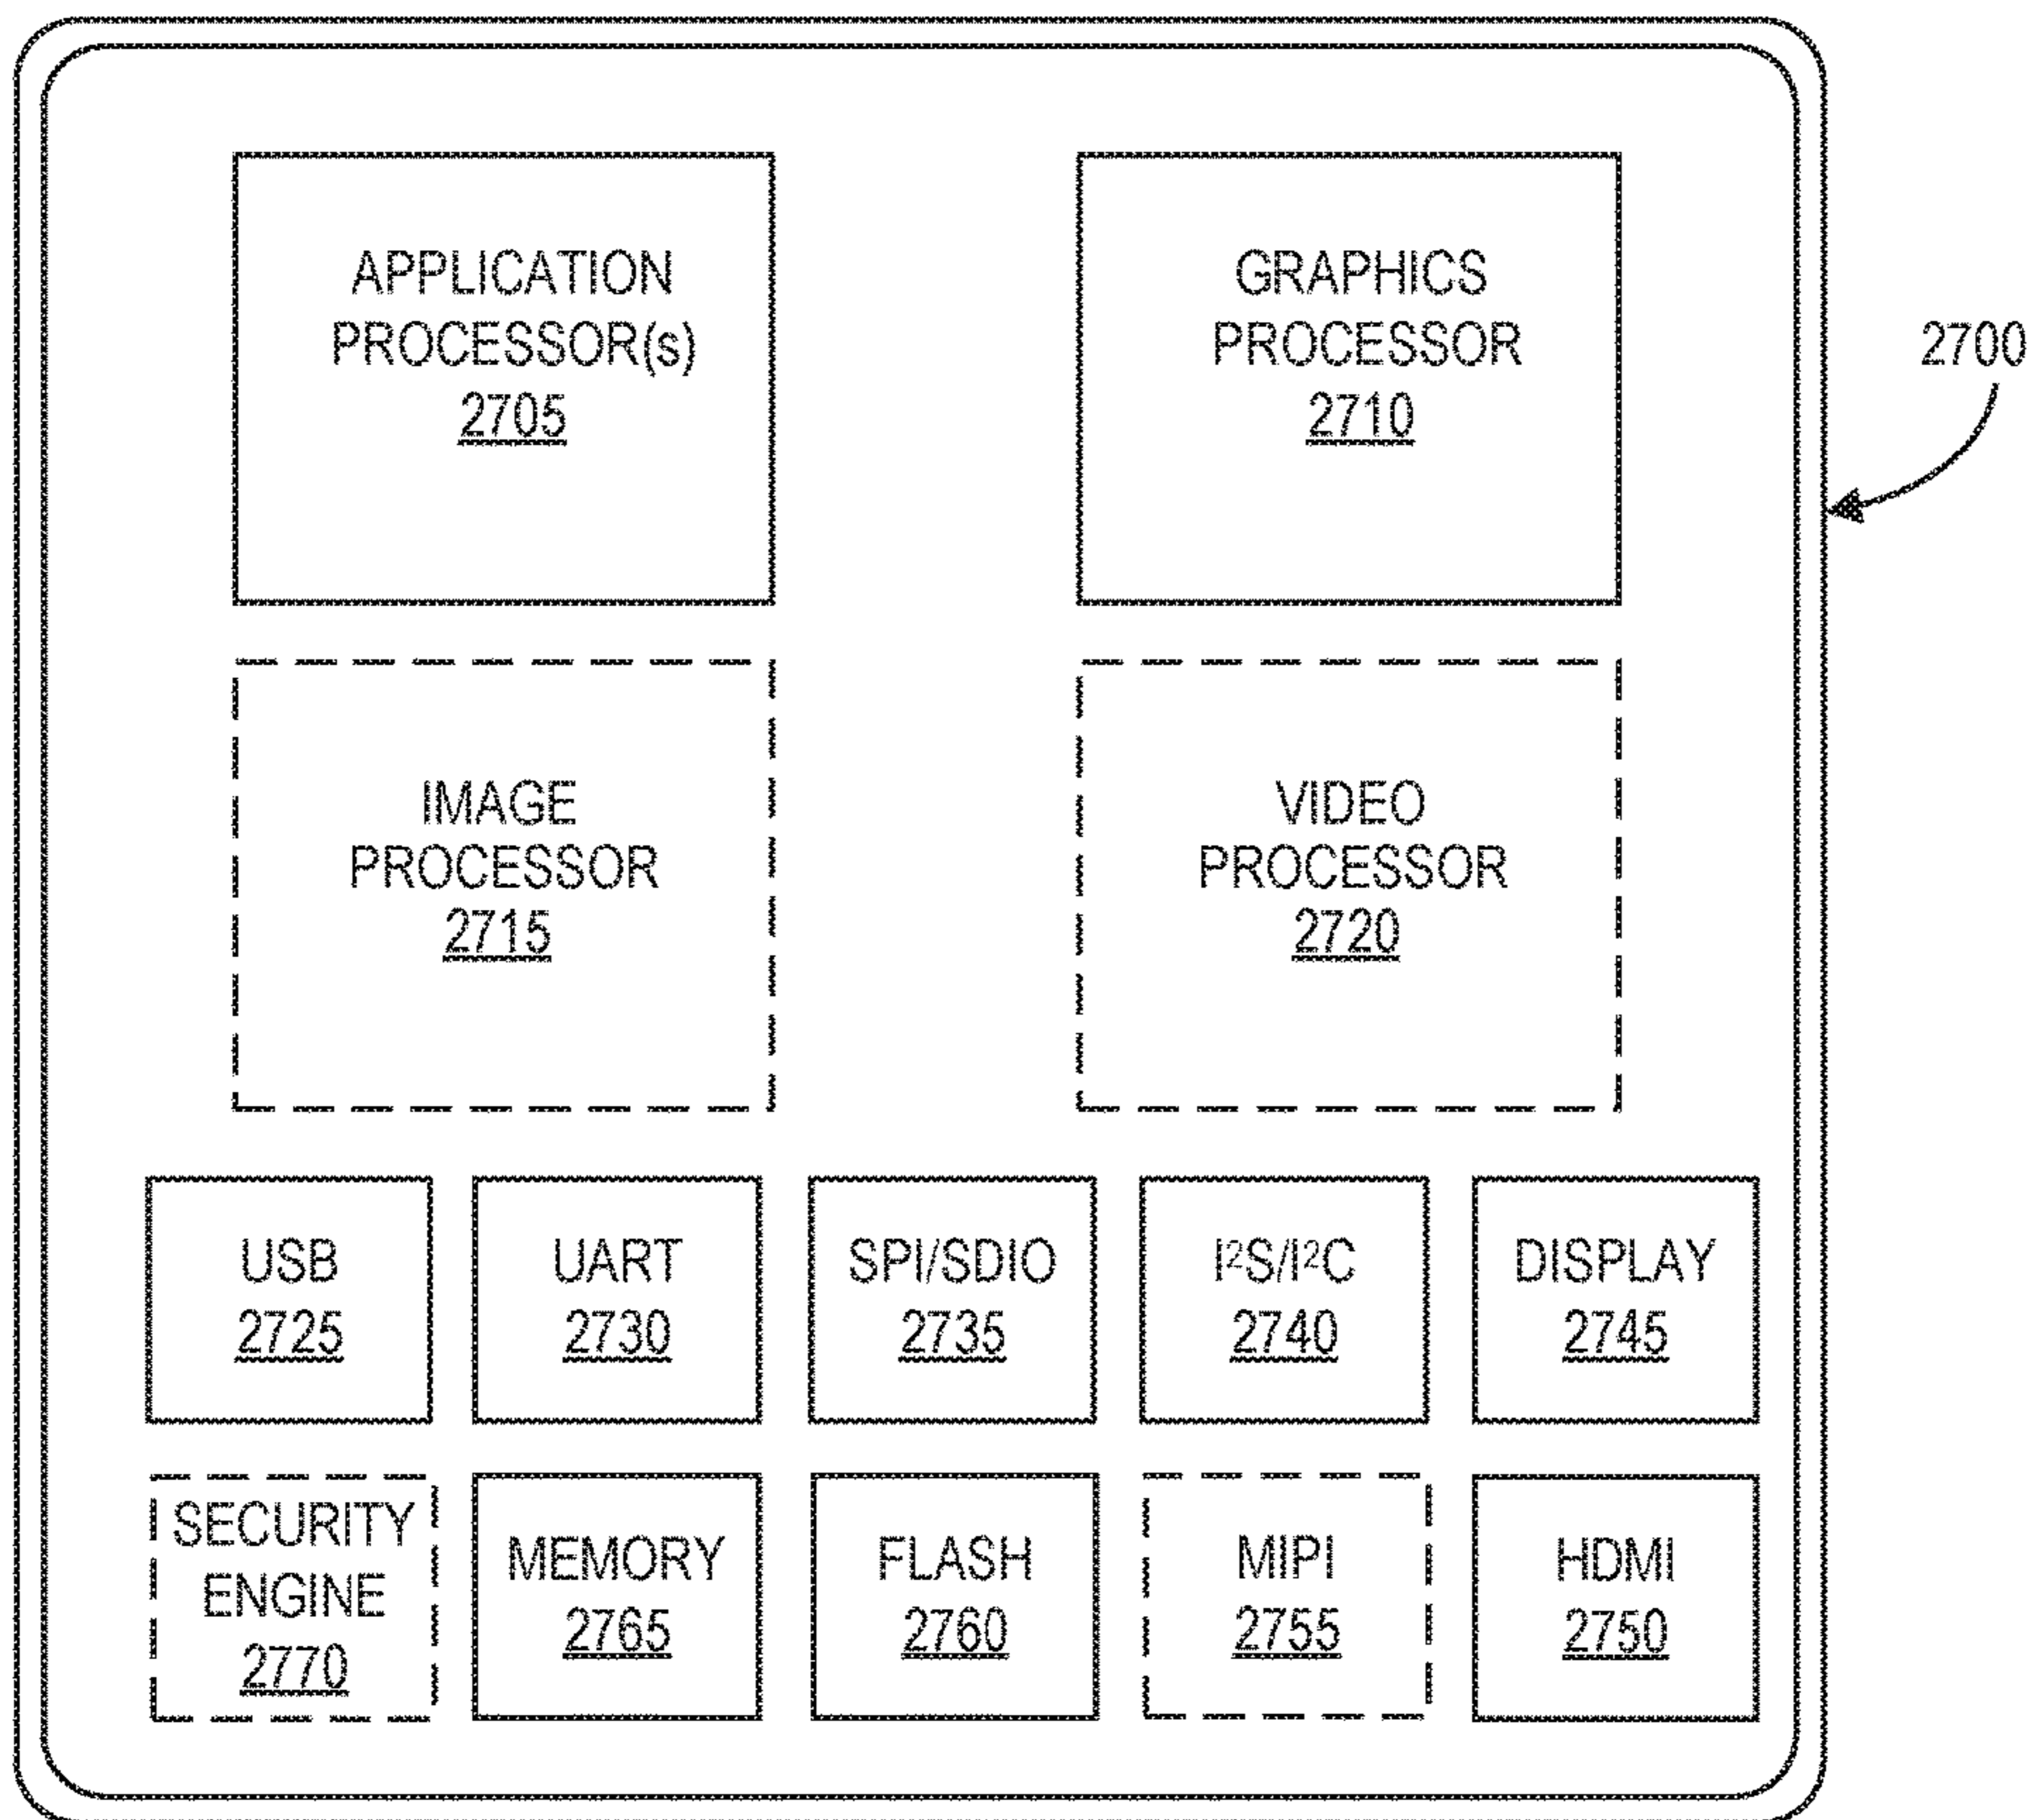 APPLICATION
PROCESSOR(s)
2705
GRAPHICS
PROCESSOR
2710
2700
IMAGE
PROCESSOR
2715
VIDEO
PROCESSOR
2720
USB
2725
UART
2730
SPI/SDIO
2735
I²S/I²C
2740
DISPLAY
2745
SECURITY
ENGINE
2770
MEMORY
2765
FLASH
2760
MIPI
2755
HDMI
2750